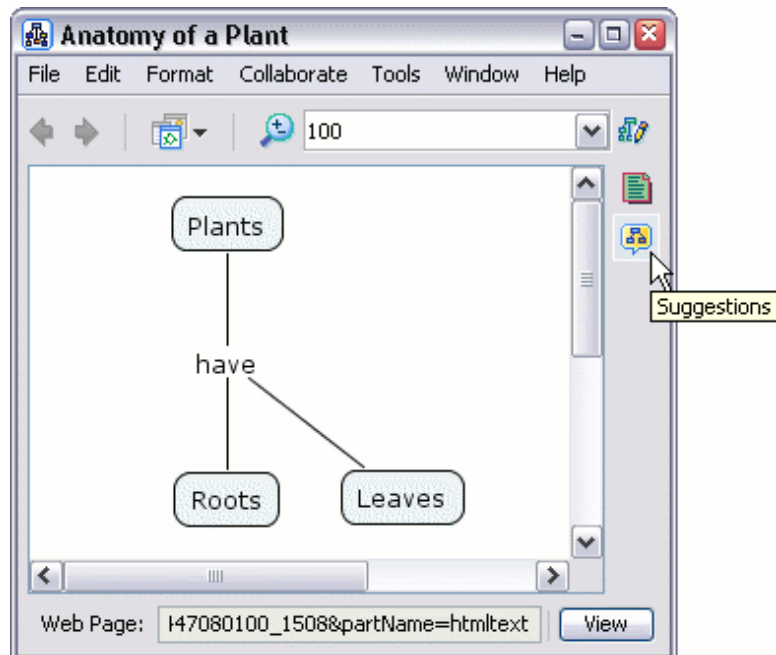 Anatomy of a Plant
File Edit Format Collaborate Tools Window Help
100
Plants
Suggestions
have
Roots Leaves
Web Page: H47080100_1508&partName=htmltext View